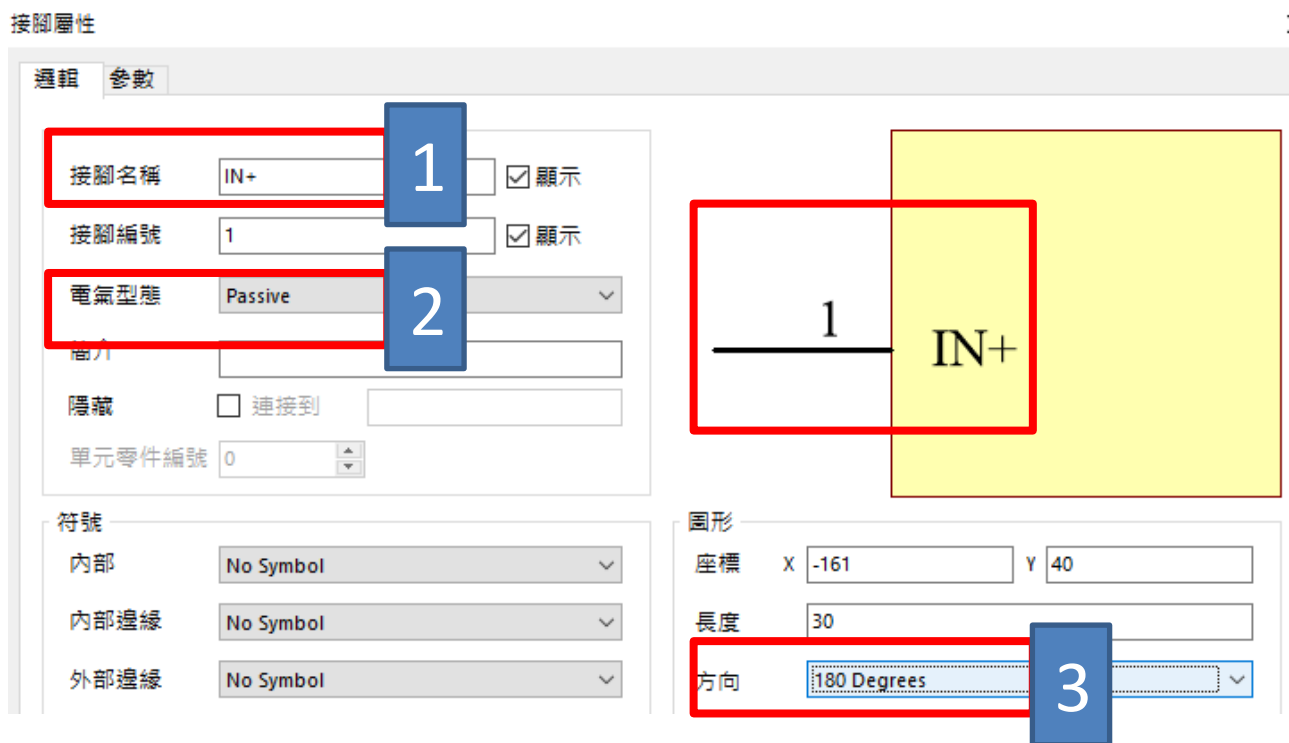 接腳屬性
邏輯 參數
接腳名稱 IN+ 1 顯示
接腳編號 1 顯示
電氣型態 Passive 2
簡介
隱藏 連接到
單元零件編號 0
1
IN+
符號
內部 No Symbol
內部邊緣 No Symbol
外部邊緣 No Symbol
圖形
座標 X -161 Y 40
長度 30
方向 180 Degrees 3